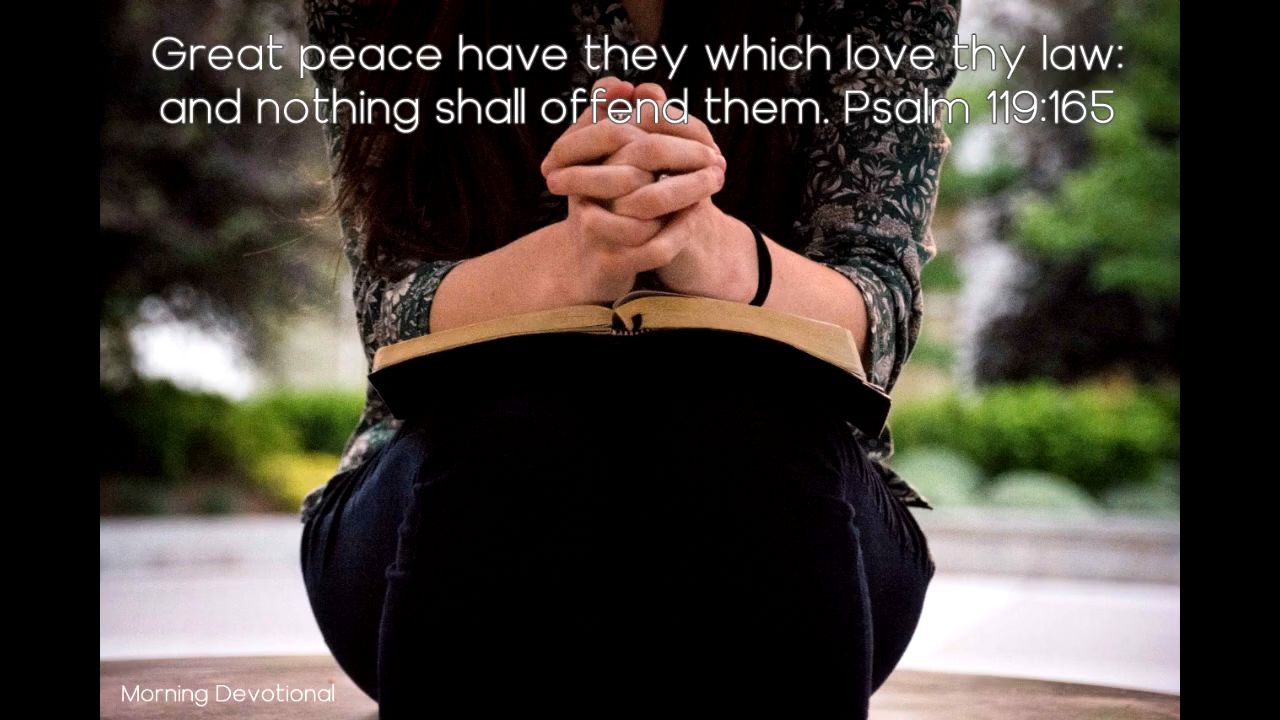 Great peace have they which love thy law:
and nothing shall offend them. Psalm 119:165
Morning Devotional